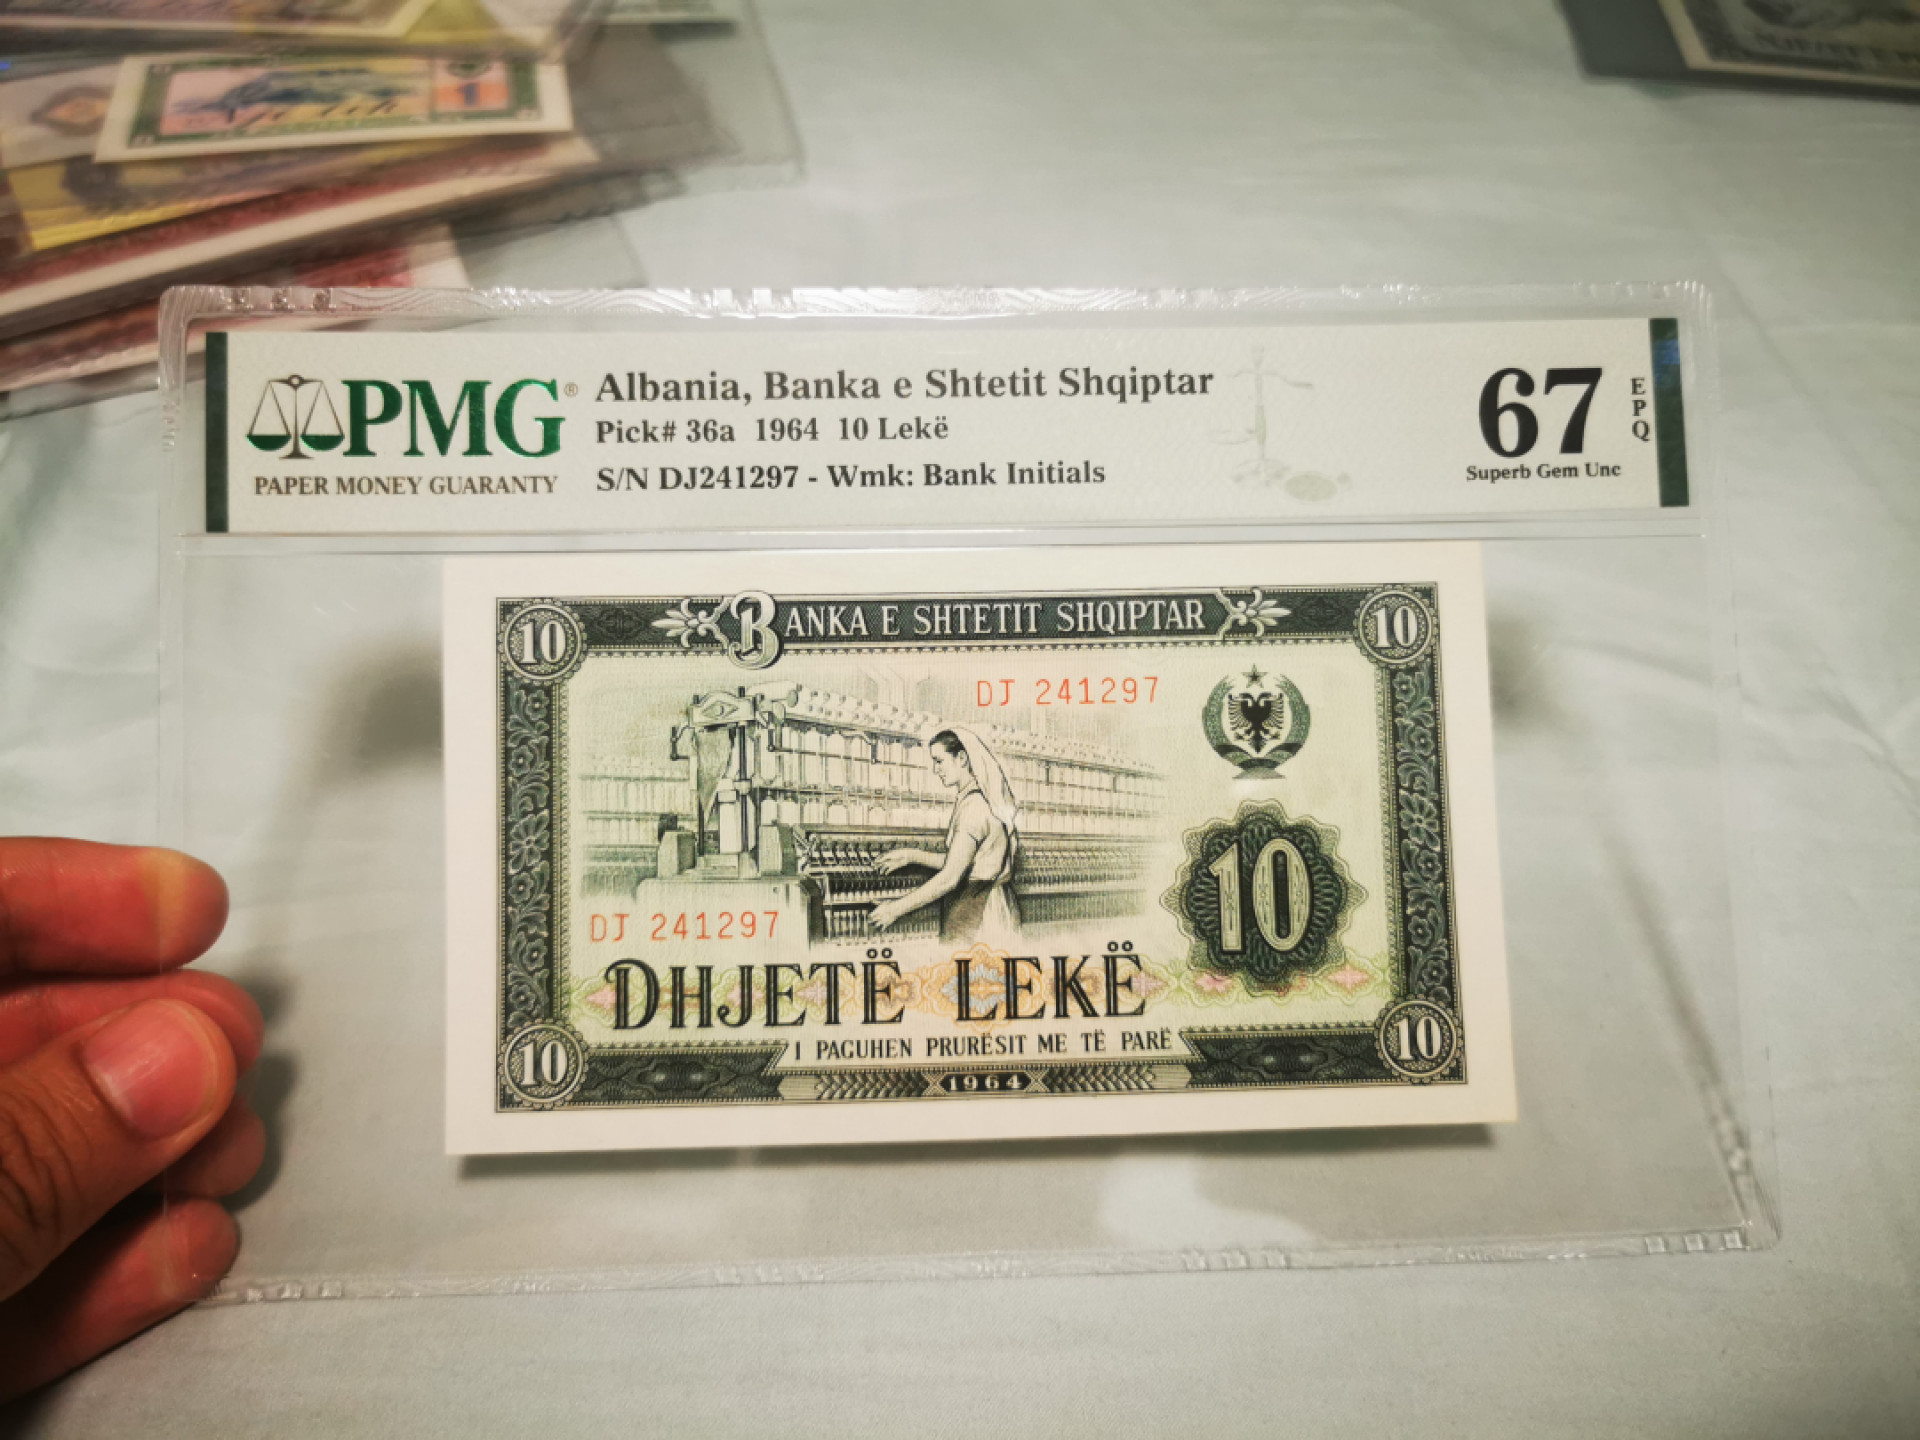 1
PMG®
PAPER MONEY GUARANTY
Albania, Banka e Shtetit Shqiptar
Pick# 36a 1964 10 Lekë
S/N DJ241297 - Wmk: Bank Initials
67
EPQ
Superb Gem Unc
10
BANKA E SHTETIT SHQIPTAR
10
DJ 241297
10
DJ 241297
DHJETË LEKË
10
I PAGUHEN PRURËSIT ME TË PARË
10
1964